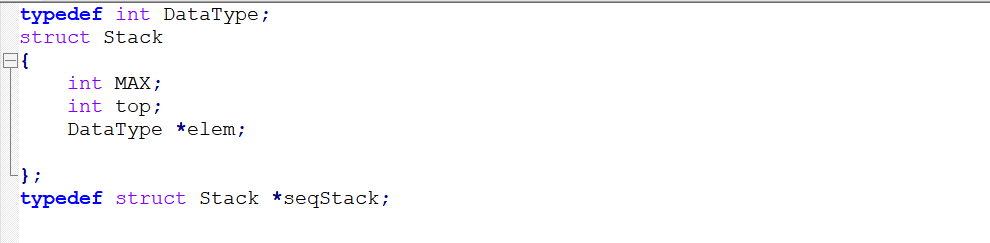 typedef int DataType;
struct Stack
{
    int MAX;
    int top;
    DataType *elem;
};
typedef struct Stack *seqStack;